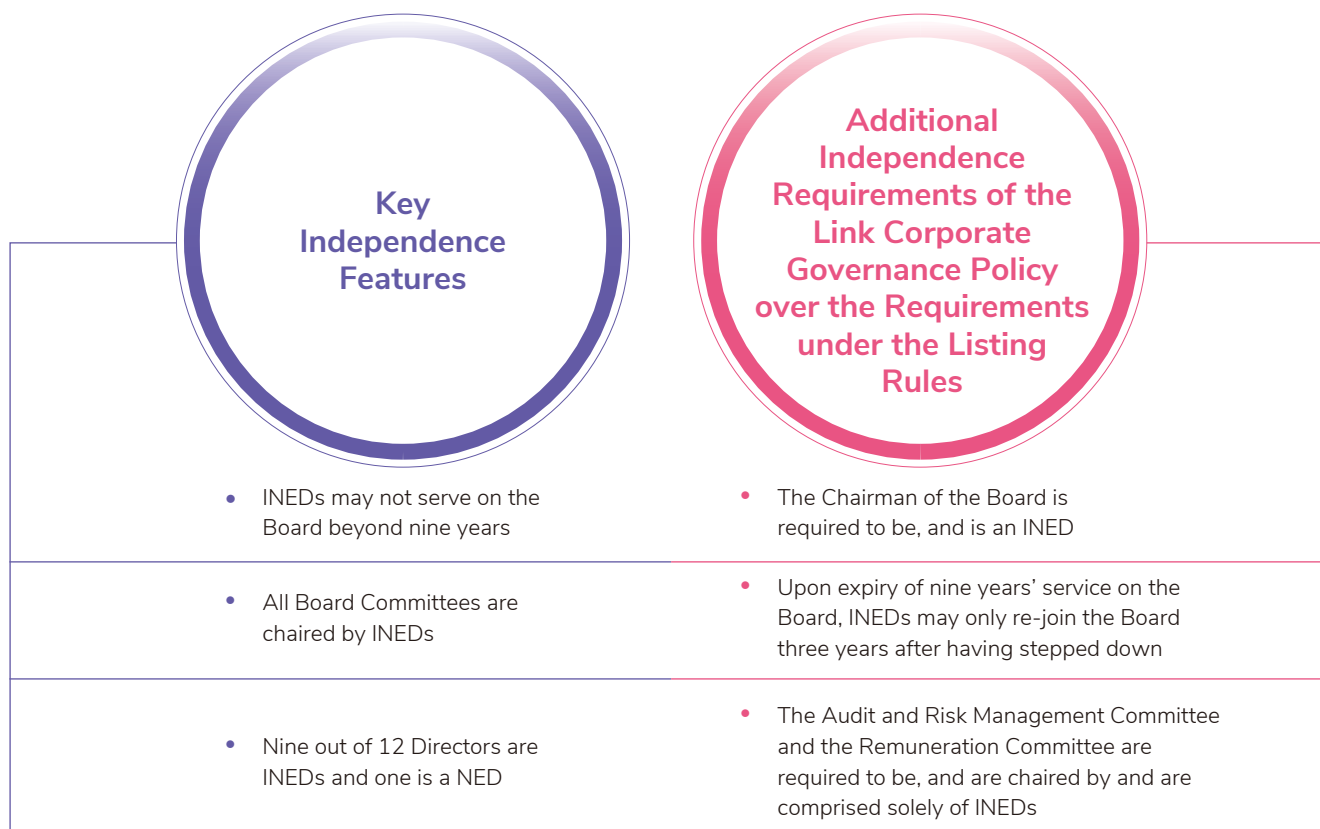 Key
Independence
Features
Additional
Independence
Requirements of the
Link Corporate
Governance Policy
over the Requirements
under the Listing
Rules
• INEDs may not serve on the
Board beyond nine years
• The Chairman of the Board is
required to be, and is an INED
• All Board Committees are
chaired by INEDs
• Upon expiry of nine years’ service on the
Board, INEDs may only re-join the Board
three years after having stepped down
• Nine out of 12 Directors are
INEDs and one is a NED
• The Audit and Risk Management Committee
and the Remuneration Committee are
required to be, and are chaired by and are
comprised solely of INEDs